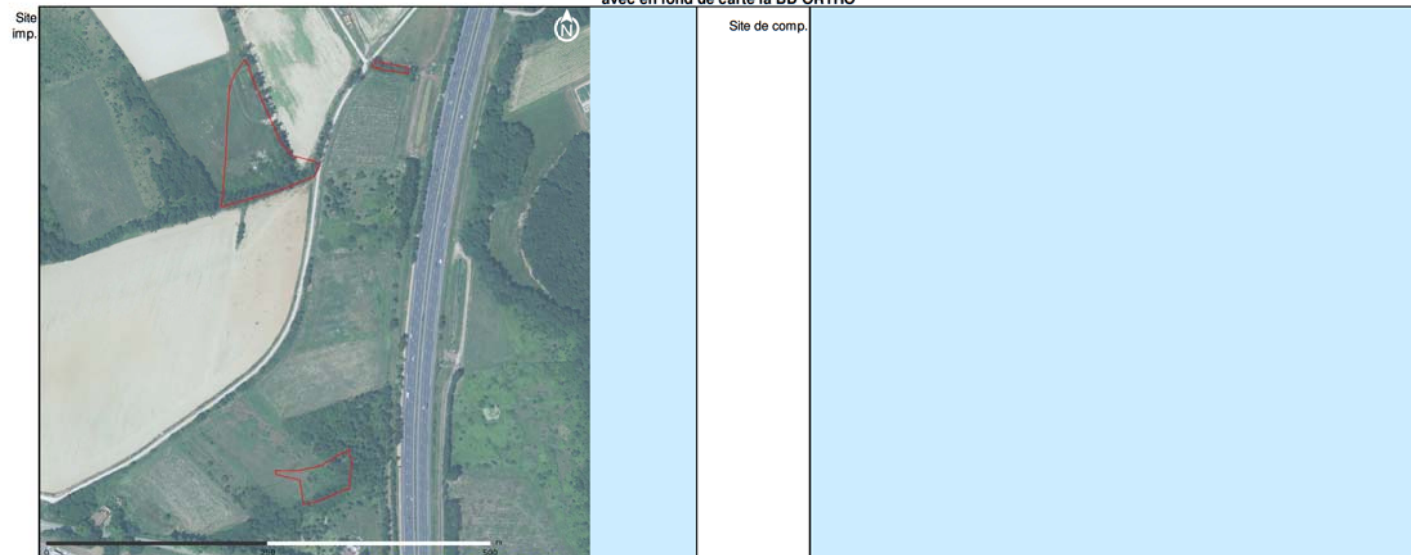 avec en fond de carte la BD ORTHO
Site imp.
N
Site de comp.
0 250 500 m